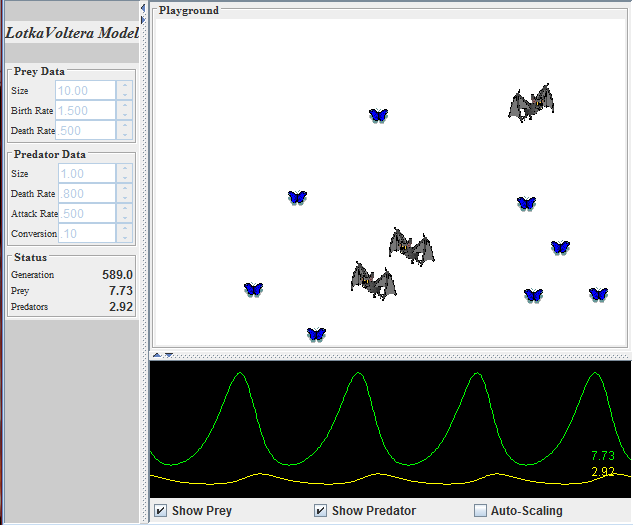 LotkaVoltera Model
Prey Data
Size 10.00
Birth Rate 1.500
Death Rate .500
Predator Data
Size 1.00
Death Rate .800
Attack Rate .500
Conversion .10
Status
Generation 589.0
Prey 7.73
Predators 2.92
Playground
7.73
2.92
Show Prey
Show Predator
Auto-Scaling